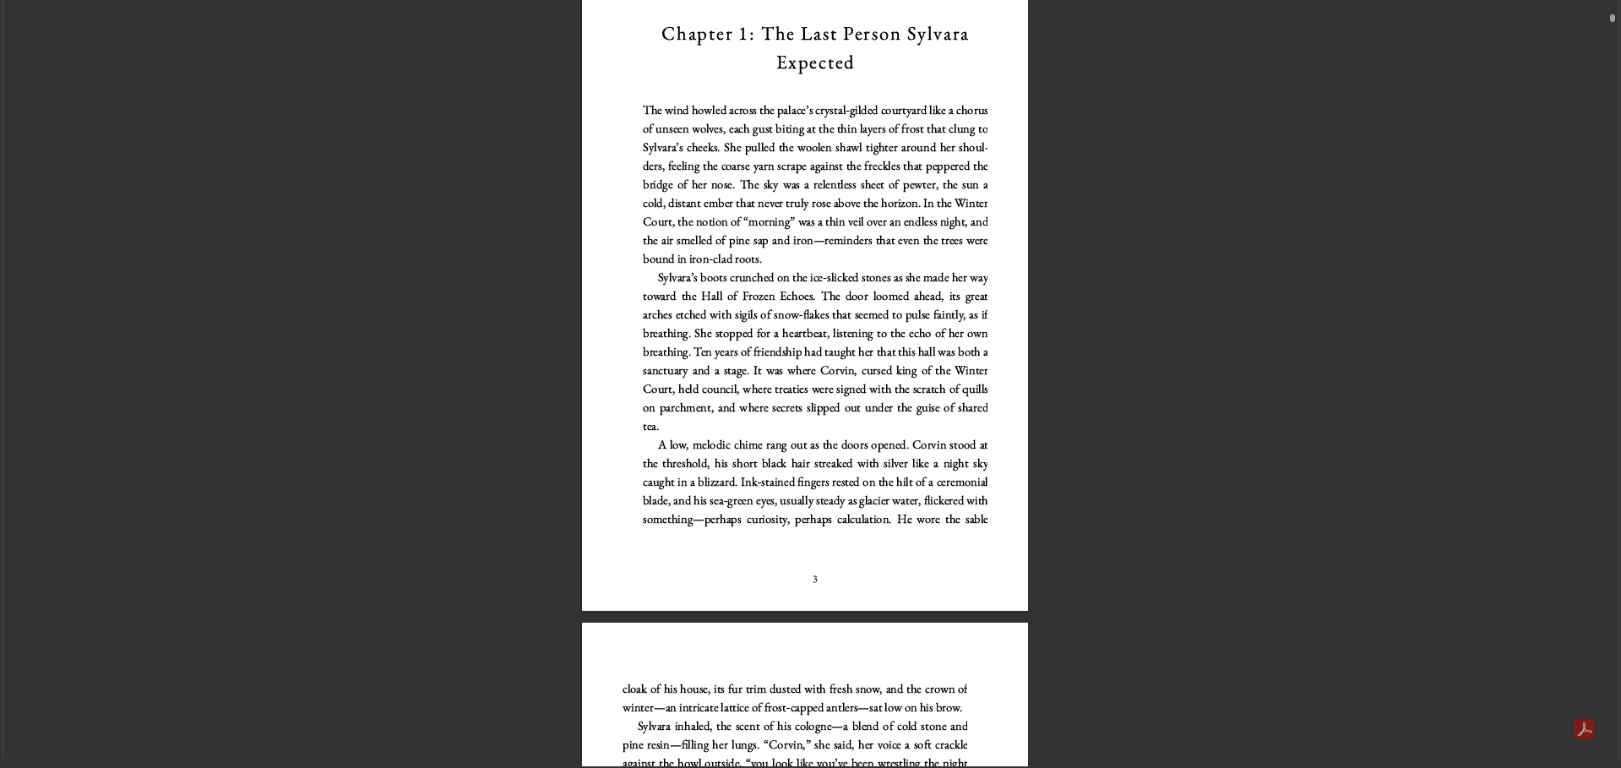 Chapter 1: The Last Person Sylvara
Expected
The wind howled across the palace’s crystal-gilded courtyard like a chorus
of unseen wolves, each gust biting at the thin layers of frost that clung to
Sylvara’s cheeks. She pulled the woolen shawl tighter around her shoul-
ders, feeling the coarse yarn scrape against the freckles that peppered the
bridge of her nose. The sky was a relentless sheet of pewter, the sun a
cold, distant ember that never truly rose above the horizon. In the Winter
Court, the notion of “morning” was a thin veil over an endless night, and
the air smelled of pine sap and iron—reminders that even the trees were
bound in iron-clad roots.
Sylvara’s boots crunched on the ice-slicked stones as she made her way
toward the Hall of Frozen Echoes. The door loomed ahead, its great
arches etched with sigils of snow-flakes that seemed to pulse faintly, as if
breathing. She stopped for a heartbeat, listening to the echo of her own
breathing. Ten years of friendship had taught her that this hall was both a
sanctuary and a stage. It was where Corvin, cursed king of the Winter
Court, held council, where treaties were signed with the scratch of quills
on parchment, and where secrets slipped out under the guise of shared
tea.
A low, melodic chime rang out as the doors opened. Corvin stood at
the threshold, his short black hair streaked with silver like a night sky
caught in a blizzard. Ink-stained fingers rested on the hilt of a ceremonial
blade, and his sea-green eyes, usually steady as glacier water, flickered with
something—perhaps curiosity, perhaps calculation. He wore the sable
3
cloak of his house, its fur trim dusted with fresh snow, and the crown of
winter—an intricate lattice of frost-capped antlers—sat low on his brow.
Sylvara inhaled, the scent of his cologne—a blend of cold stone and
pine resin—filling her lungs. “Corvin,” she said, her voice a soft crackle
against the howl outside, “you look like you’ve been wrestling the night